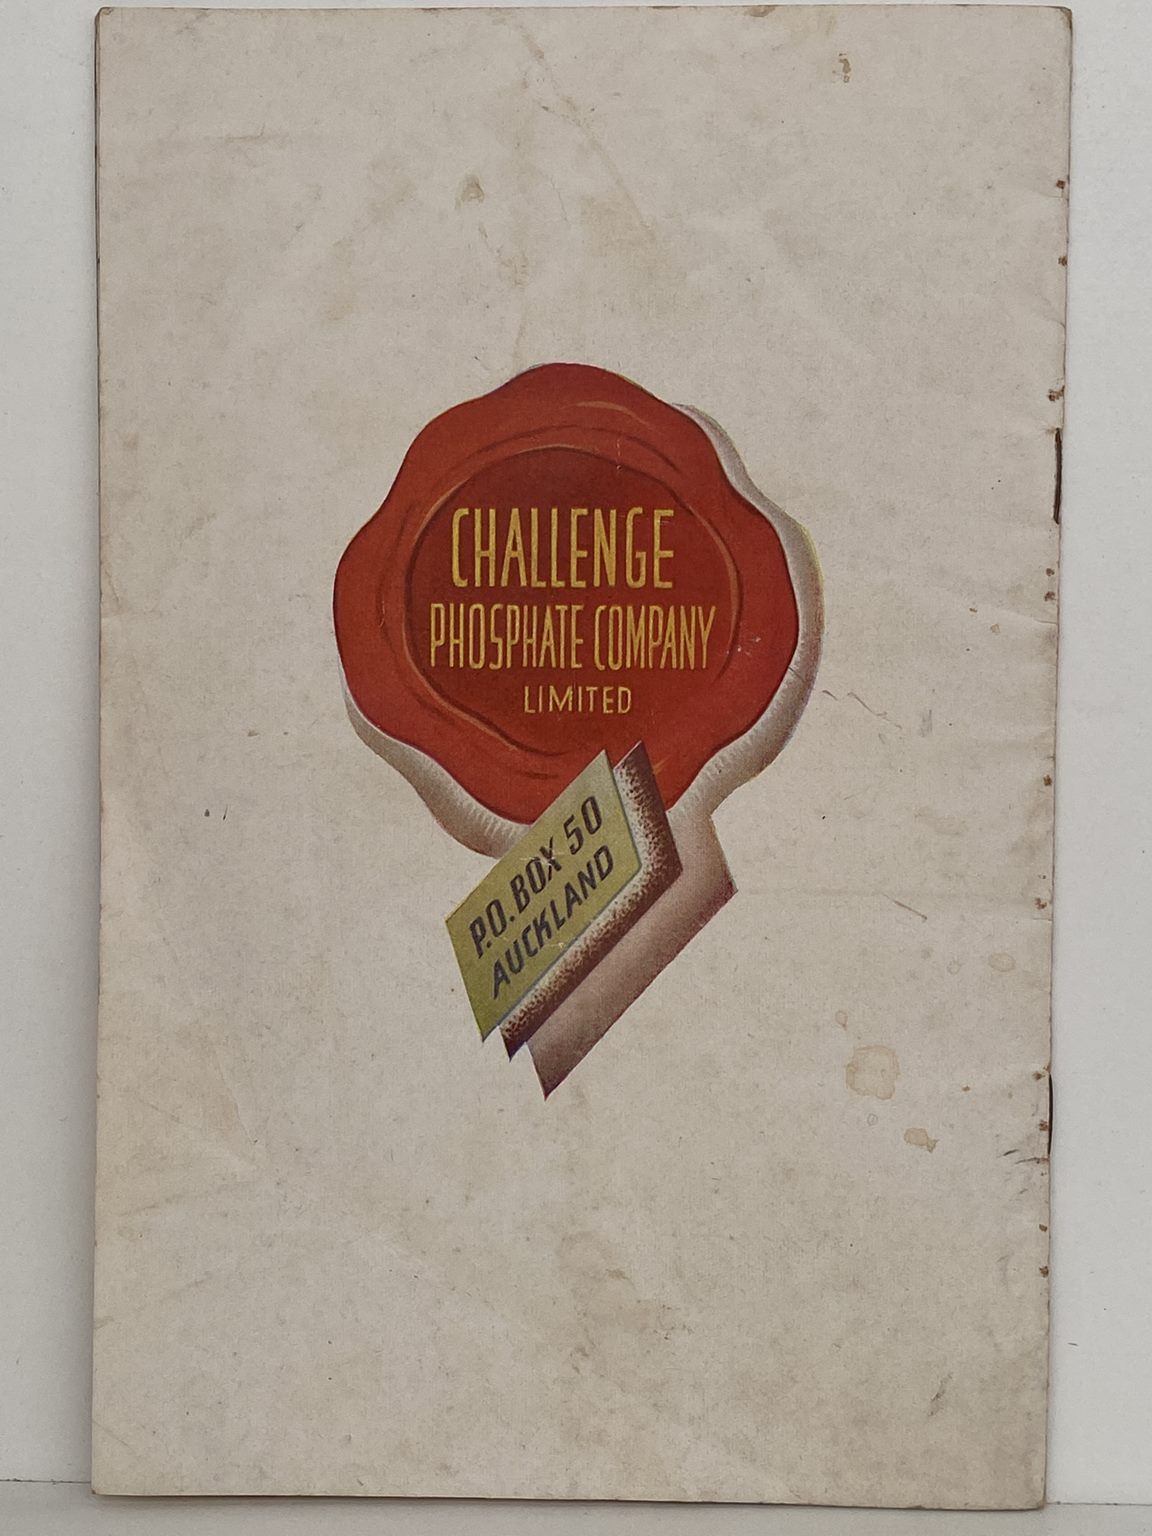 CHALLENGE
PHOSPHATE COMPANY
LIMITED
P.O. BOX 50
AUCKLAND